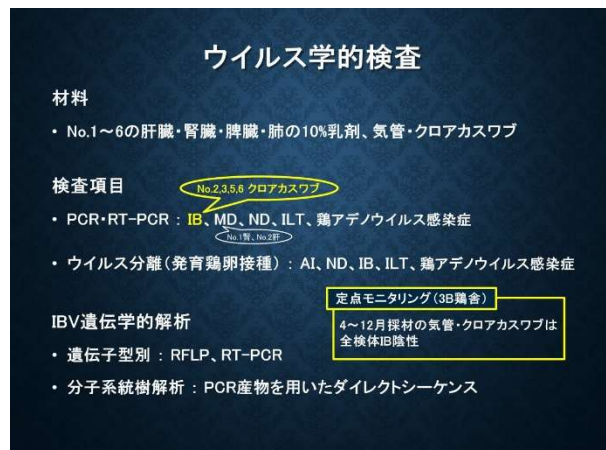 ウイルス学的検査
材料
• No.1~6の肝臓・腎臓・脾臓・肺の10%乳剤、気管・クロアカスワブ
検査項目
No.2,3,5,6 クロアカスワブ
• PCR・RT-PCR : IB、MD、ND、ILT、鶏アデノウイルス感染症
No.1腎、No.2肝
• ウイルス分離(発育鶏卵接種) : AI、ND、IB、ILT、鶏アデノウイルス感染症
定点モニタリング(3B鶏舎)
4~12月採材の気管・クロアカスワブは
全検体IB陰性
IBV遺伝学的解析
• 遺伝子型別 : RFLP、RT-PCR
• 分子系統樹解析 : PCR産物を用いたダイレクトシーケンス